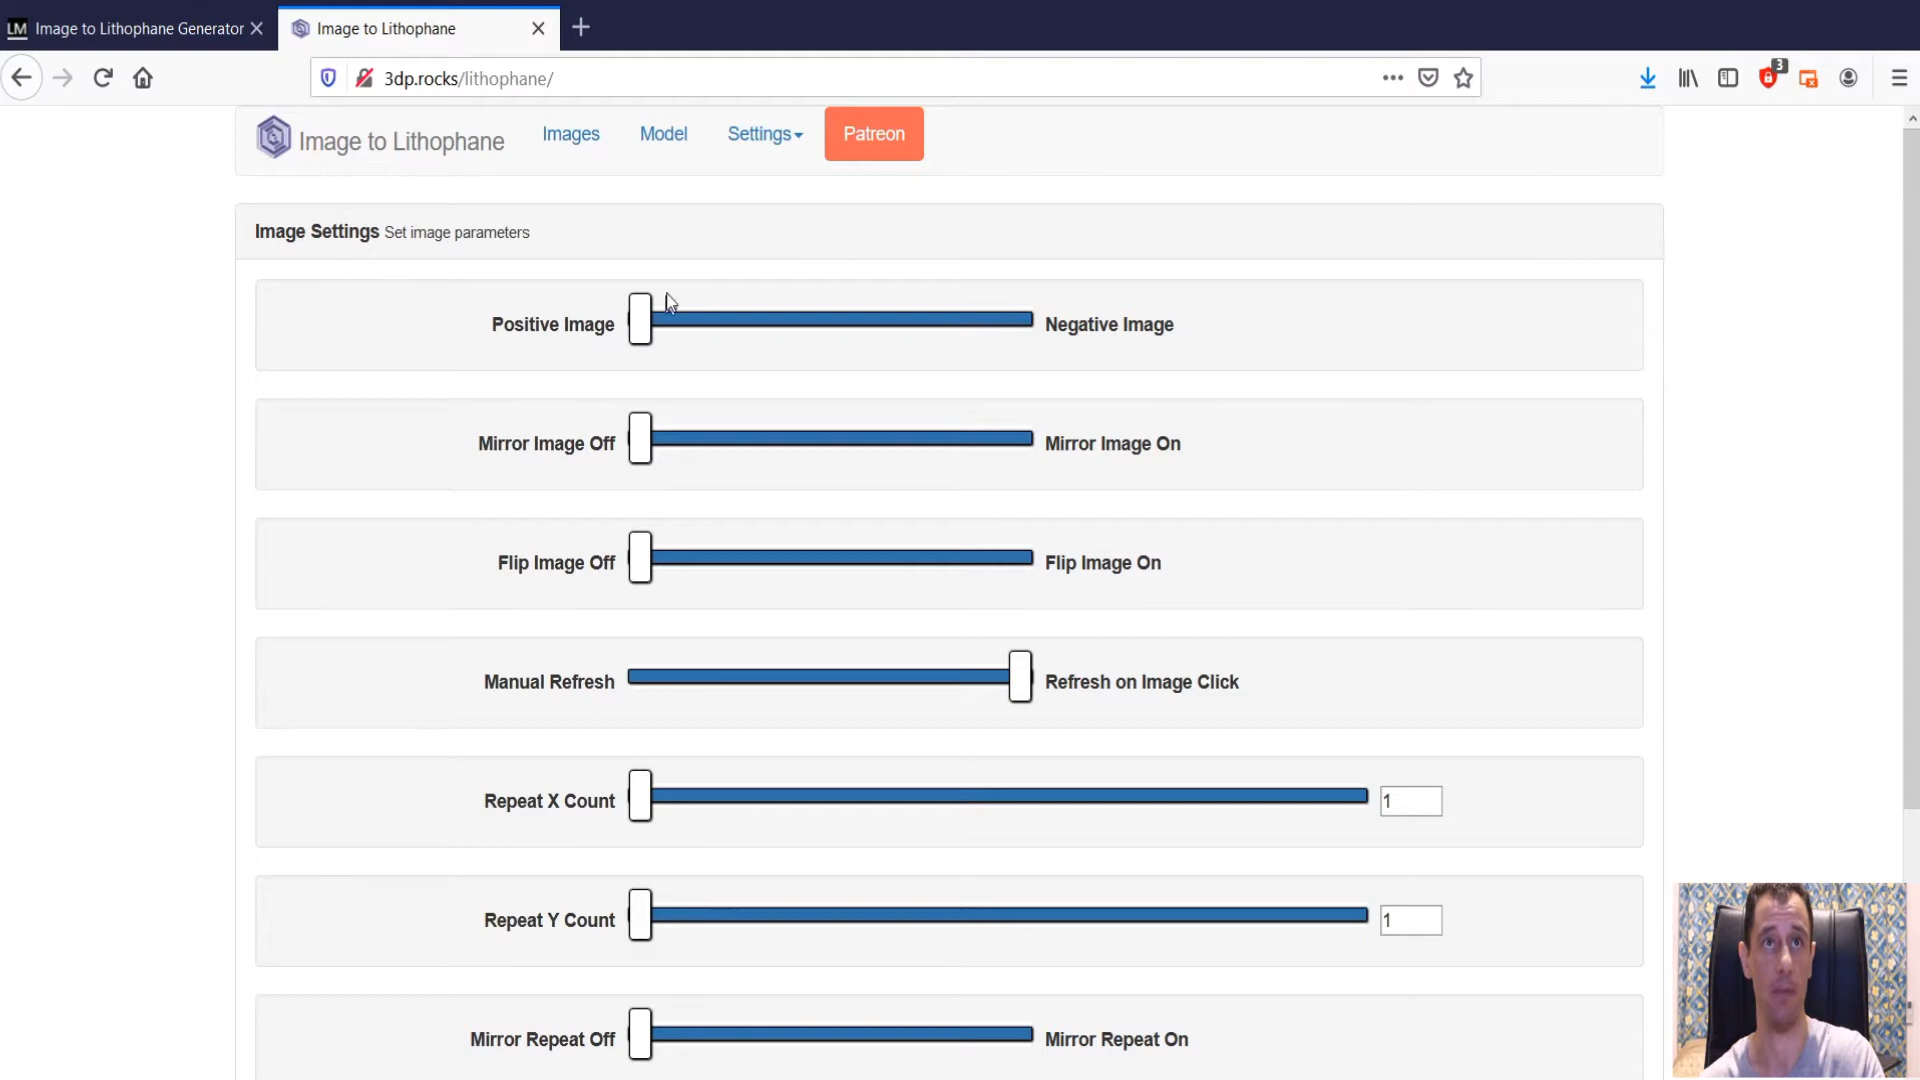 LM Image to Lithophane Generator
Image to Lithophane
3dp.rocks/lithophane/
3
Image to Lithophane Images Model Settings Patreon
Image Settings Set image parameters
Positive Image Negative Image
Mirror Image Off Mirror Image On
Flip Image Off Flip Image On
Manual Refresh Refresh on Image Click
Repeat X Count 1
Repeat Y Count 1
Mirror Repeat Off Mirror Repeat On